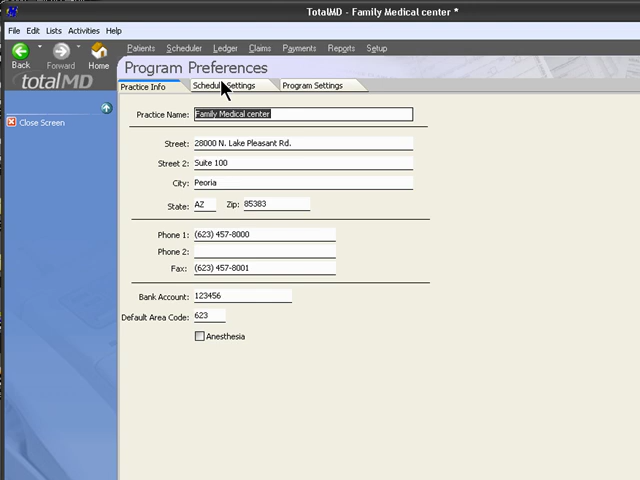 TotalMD - Family Medical center *
File Edit Lists Activities Help
Back Forward Home
Patients Scheduler Ledger Claims Payments Reports Setup
Program Preferences
totalMD
Practice Info Schedule Settings Program Settings
Close Screen
Practice Name: Family Medical center
Street: 28000 N. Lake Pleasant Rd.
Street 2: Suite 100
City: Peoria
State: AZ Zip: 85383
Phone 1: (623) 457-8000
Phone 2:
Fax: (623) 457-8001
Bank Account: 123456
Default Area Code: 623
Anesthesia